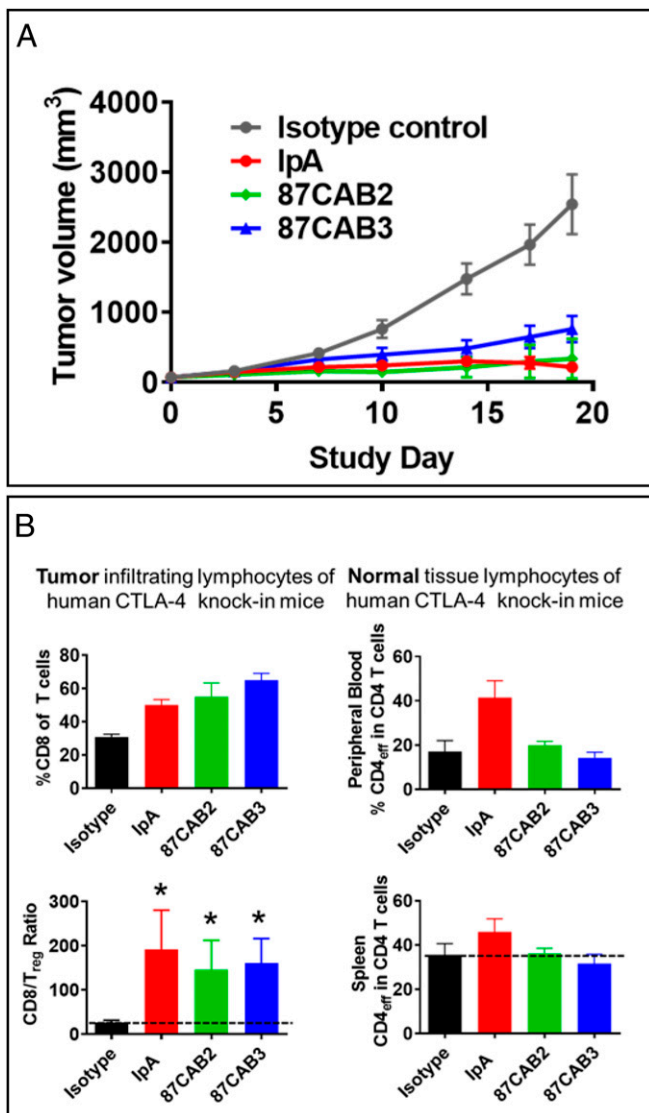 A
Tumor volume (mm³)
4000
3000
2000
1000
0
Isotype control
IpA
87CAB2
87CAB3
0
5
10
15
20
Study Day
B
Tumor infiltrating lymphocytes of
human CTLA-4 knock-in mice
Normal tissue lymphocytes of
human CTLA-4 knock-in mice
%CD8 of T cells
80
60
40
20
0
Isotype
IpA
87CAB2
87CAB3
Peripheral Blood
% CD4eff in CD4 T cells
60
40
20
0
Isotype
IpA
87CAB2
87CAB3
CD8/Treg Ratio
300
200
100
0
* * *
Isotype
IpA
87CAB2
87CAB3
Spleen
CD4eff in CD4 T cells
60
40
20
0
Isotype
IpA
87CAB2
87CAB3